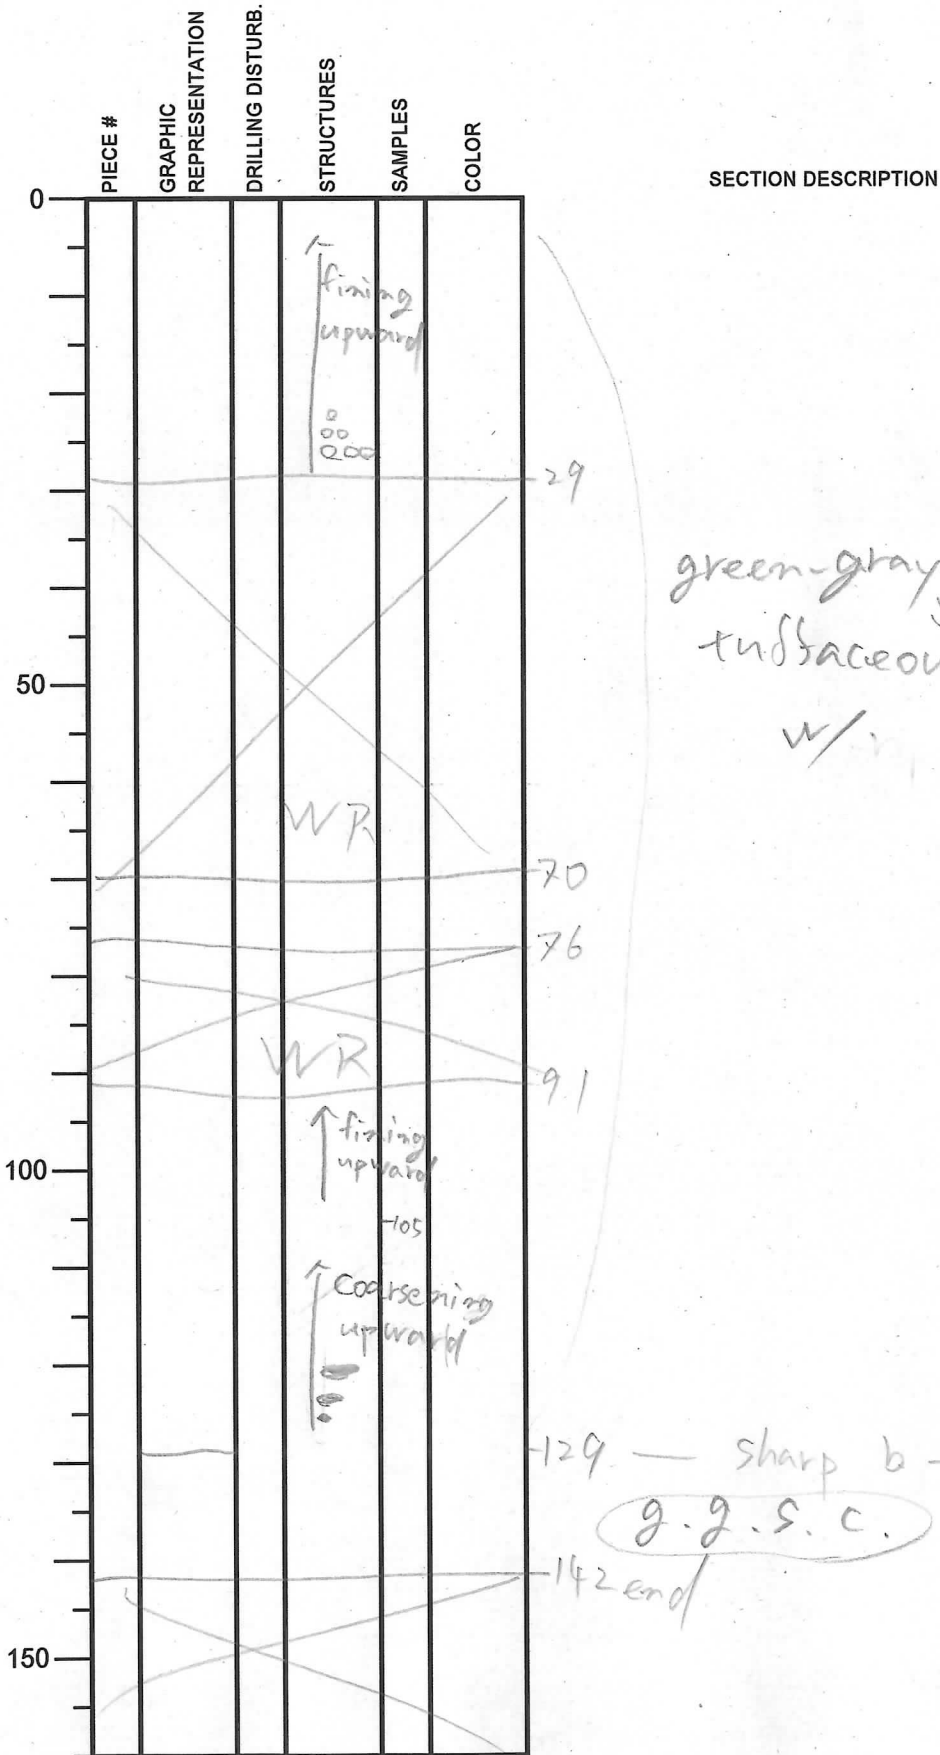 PIECE #
GRAPHIC
REPRESENTATION
DRILLING DISTURB.
STRUCTURES
SAMPLES
COLOR
SECTION DESCRIPTION
0
fining
upward
29
green-gray
50
tuffaceou
w/
WR
70
76
WR
91
fining
upward
100
105
coarsening
upward
129 — sharp b -
g. g. s. c.
142 end
150